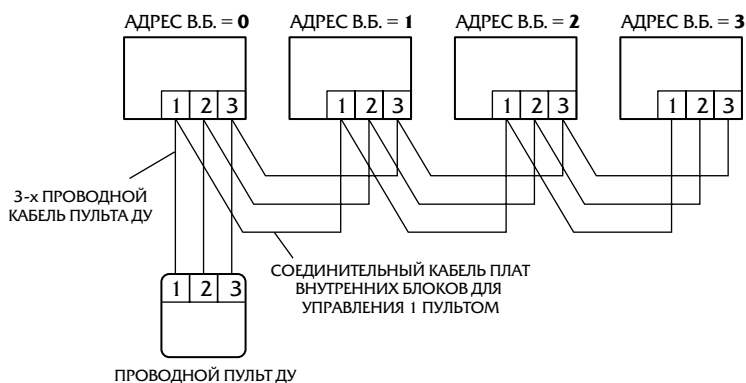 АДРЕС В.Б. = 0 АДРЕС В.Б. = 1 АДРЕС В.Б. = 2 АДРЕС В.Б. = 3
1 2 3 1 2 3 1 2 3 1 2 3
3-х ПРОВОДНОЙ
КАБЕЛЬ ПУЛЬТА ДУ
СОЕДИНИТЕЛЬНЫЙ КАБЕЛЬ ПЛАТ
ВНУТРЕННИХ БЛОКОВ ДЛЯ
УПРАВЛЕНИЯ 1 ПУЛЬТОМ
1 2 3
ПРОВОДНОЙ ПУЛЬТ ДУ